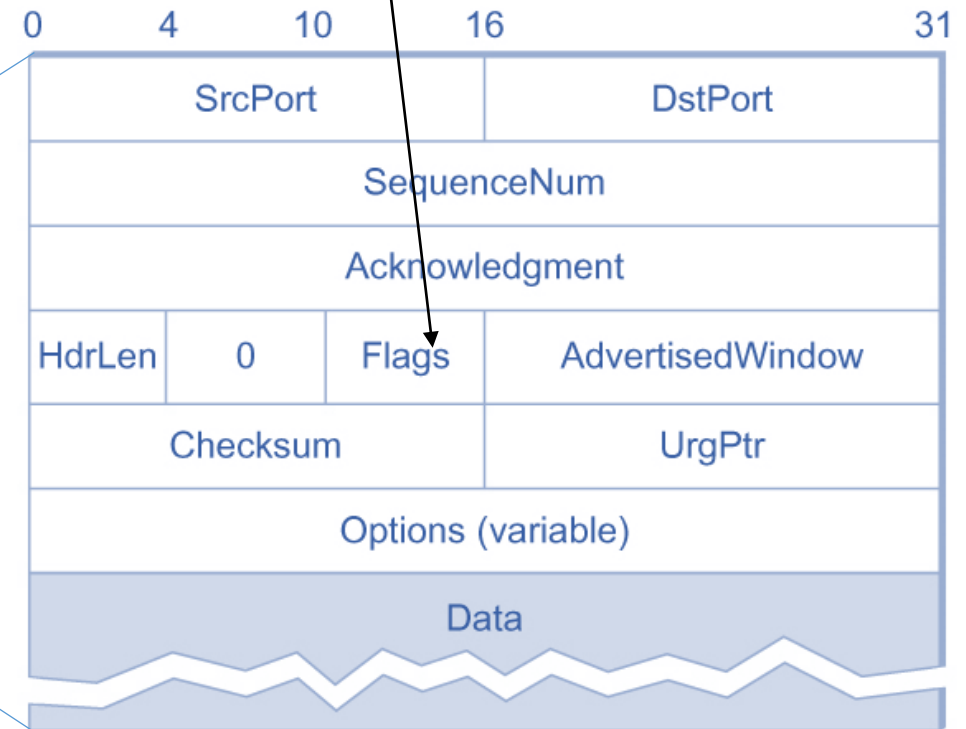 0 4 10 16 31
SrcPort DstPort
SequenceNum
Acknowledgment
HdrLen 0 Flags AdvertisedWindow
Checksum UrgPtr
Options (variable)
Data